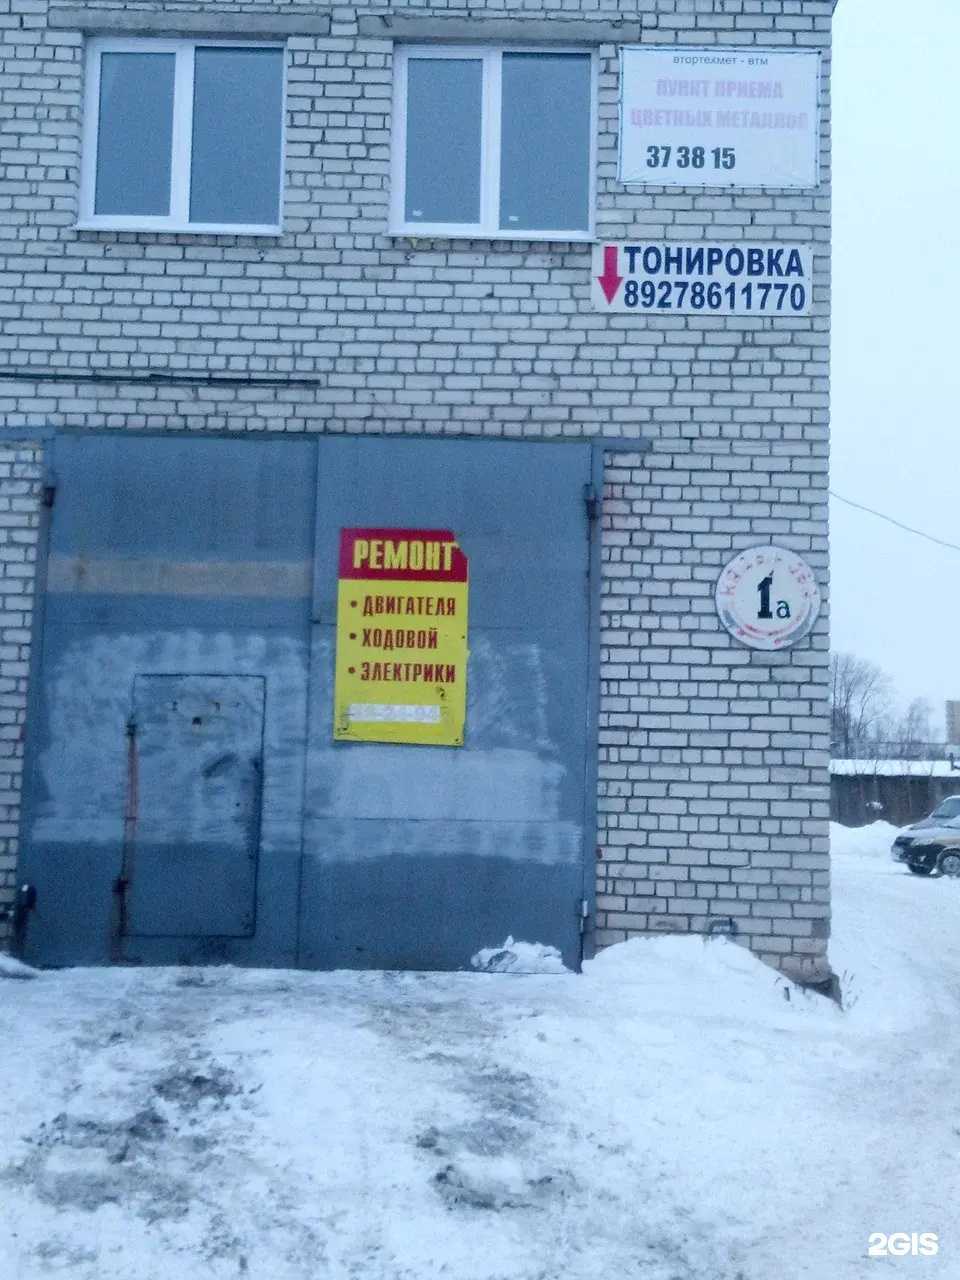 втортехмет - втм
ПУНКТ ПРИЕМА
ЦВЕТНЫХ МЕТАЛЛОВ
37 38 15
ТОНИРОВКА
89278611770
РЕМОНТ
• ДВИГАТЕЛЯ
• ХОДОВОЙ
• ЭЛЕКТРИКИ
1а
2GIS